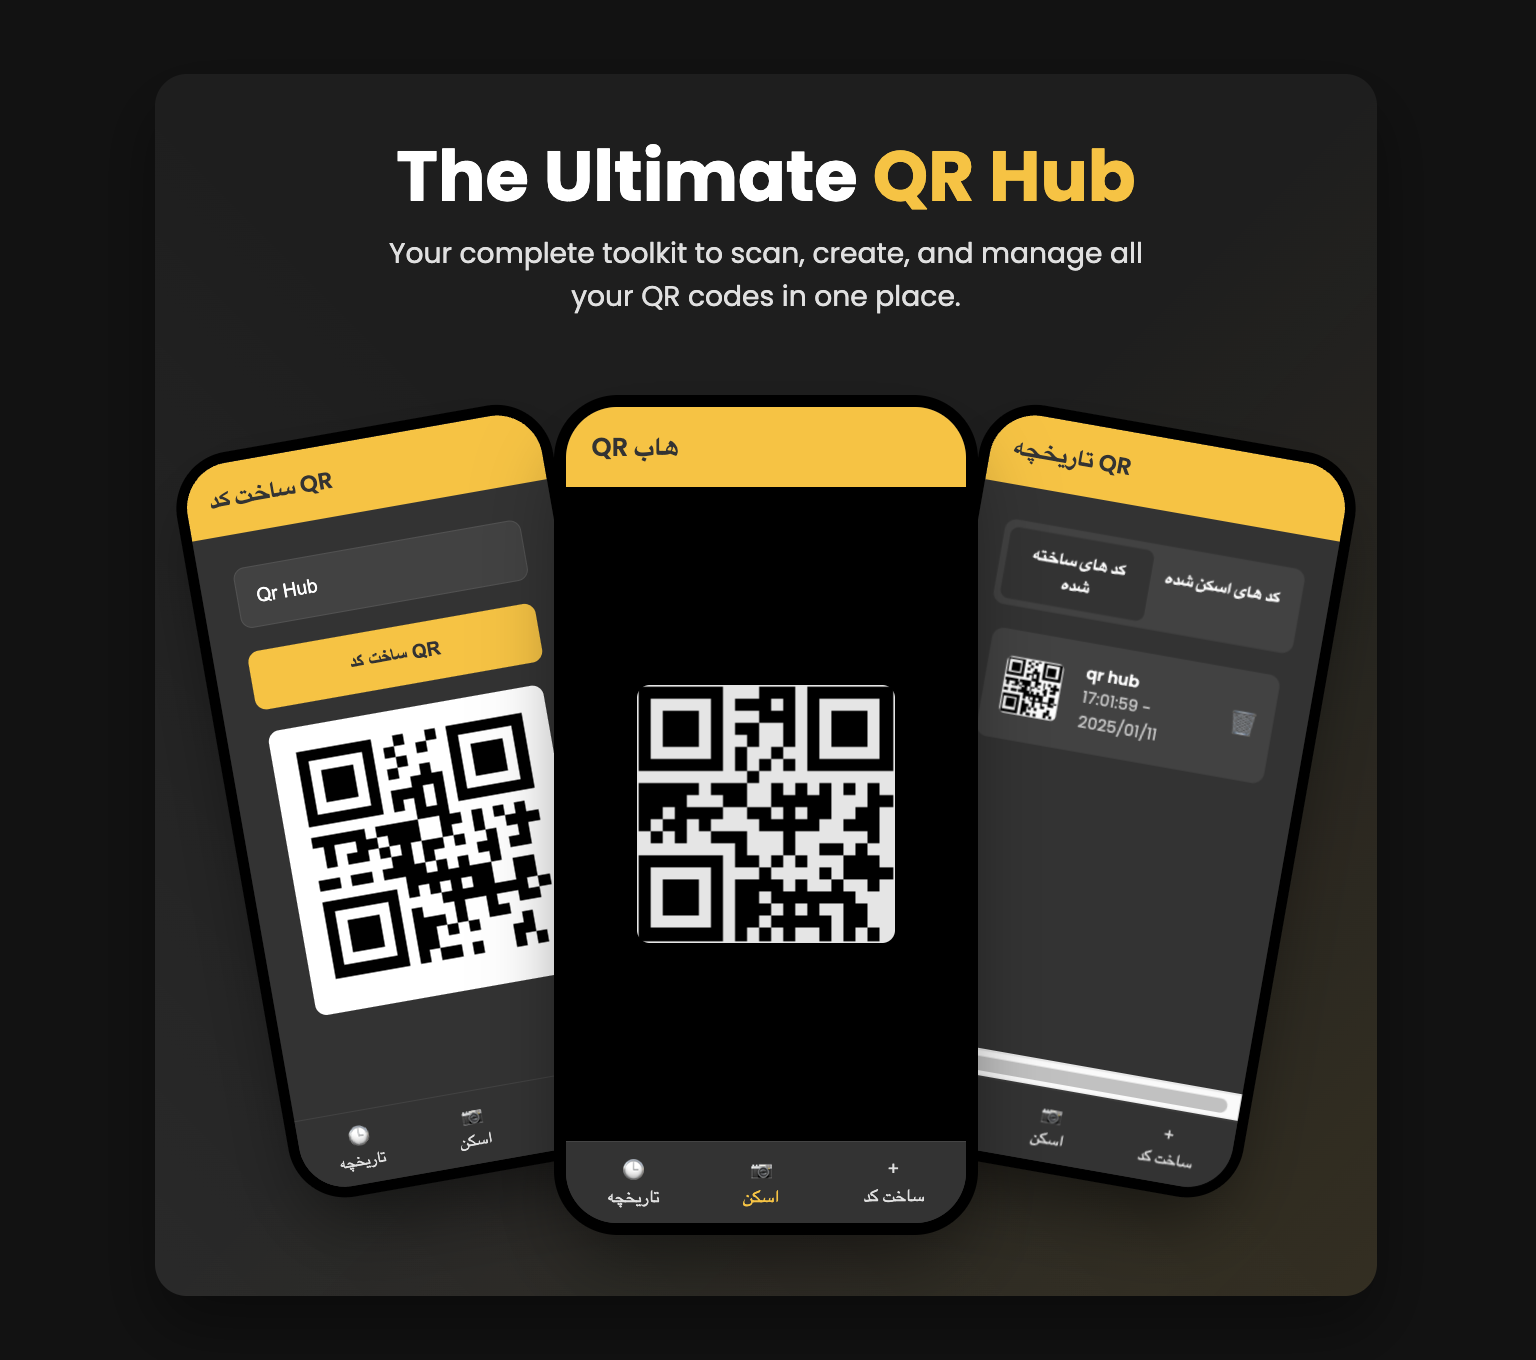 The Ultimate QR Hub
Your complete toolkit to scan, create, and manage all
your QR codes in one place.
ساخت کد QR
Qr Hub
ساخت کد QR
تاریخچه
اسکن
QR هاب
تاریخچه
اسکن
+
ساخت کد
تاریخچه QR
کد های ساخته
شده
کد های اسکن شده
qr hub
17:01:59 -
2025/01/11
اسکن
+
ساخت کد